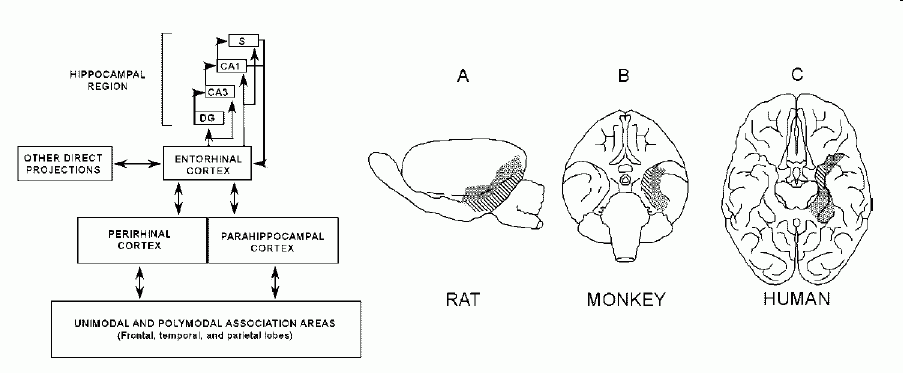 HIPPOCAMPAL
REGION
S
CA1
CA3
DG
OTHER DIRECT
PROJECTIONS
ENTORHINAL
CORTEX
PERIRHINAL
CORTEX
PARAHIPPOCAMPAL
CORTEX
UNIMODAL AND POLYMODAL ASSOCIATION AREAS
(Frontal, temporal, and parietal lobes)
A
B
C
RAT
MONKEY
HUMAN